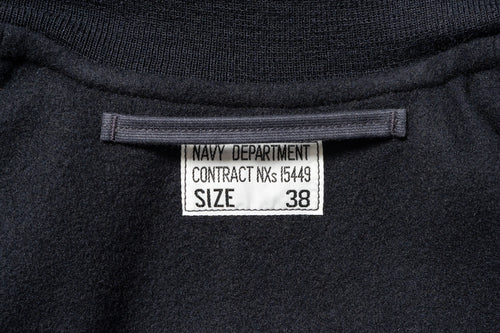 NAVY DEPARTMENT
CONTRACT NXs 15449
SIZE 38